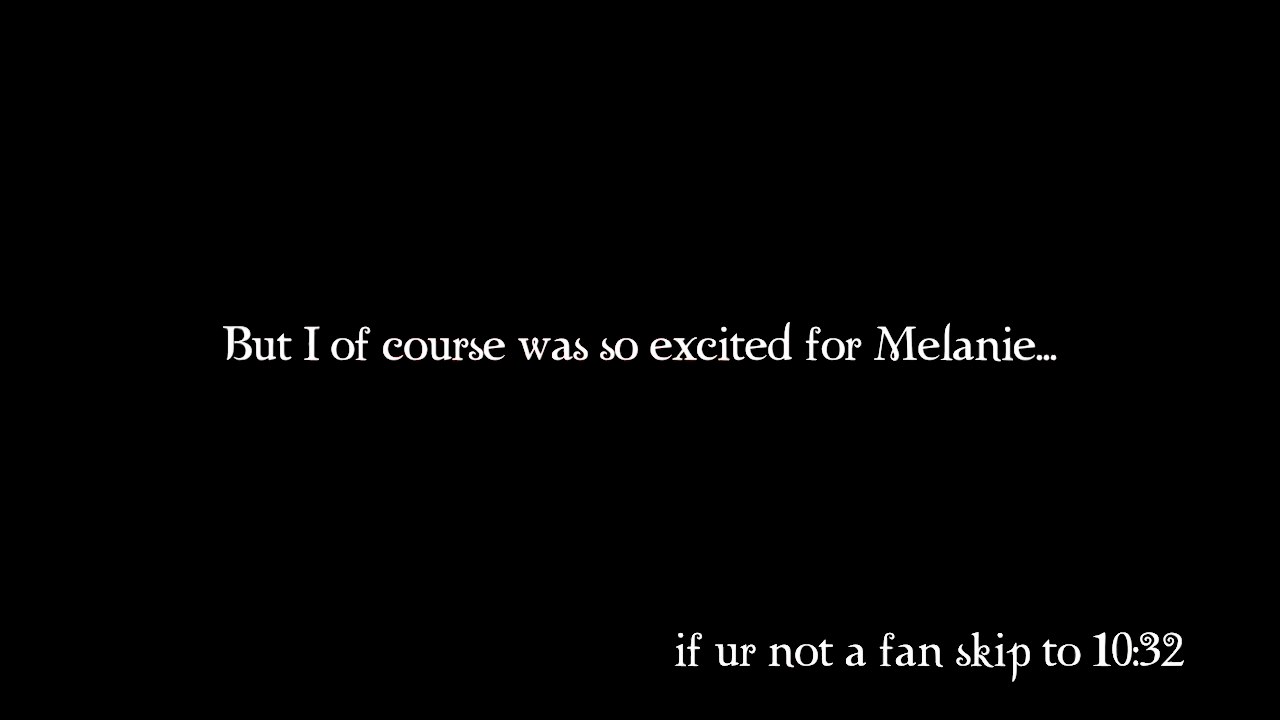 But I of course was so excited for Melanie...
if ur not a fan skip to 10:32